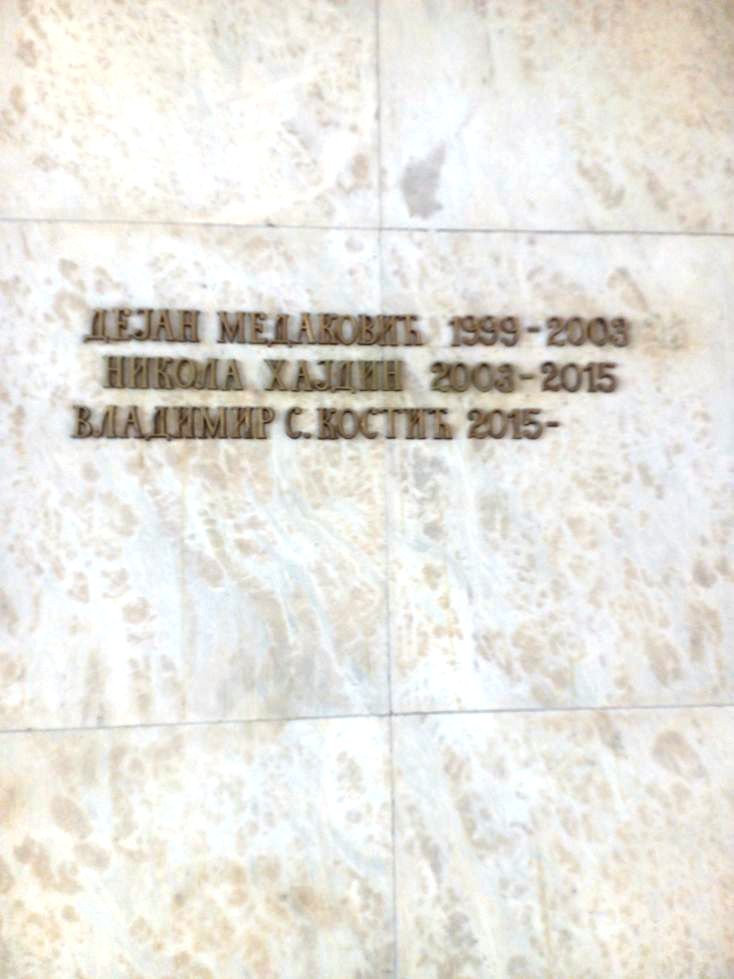 ДЕЈАН МЕДАКОВИЋ 1999-2003
НИКОЛА ХАЈДИН 2003-2015
ВЛАДИМИР С. КОСТИЋ 2015-